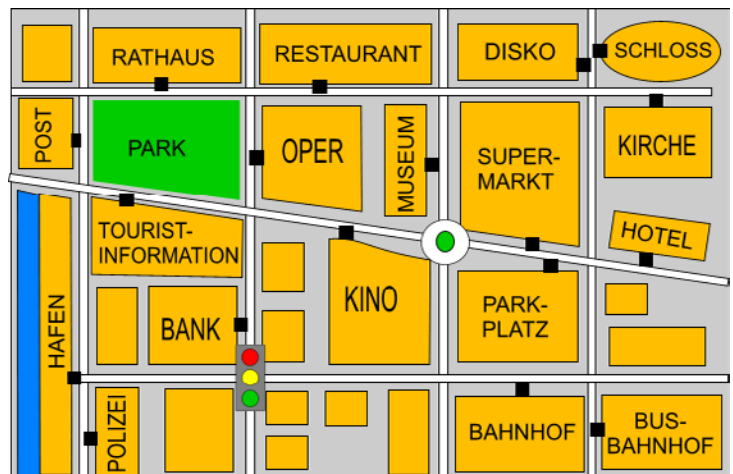 RATHAUS
RESTAURANT
DISKO
SCHLOSS
POST
PARK
OPER
MUSEUM
SUPER-
MARKT
KIRCHE
TOURIST-
INFORMATION
HOTEL
HAFEN
BANK
KINO
PARK-
PLATZ
POLIZEI
BAHNHOF
BUS-
BAHNHOF